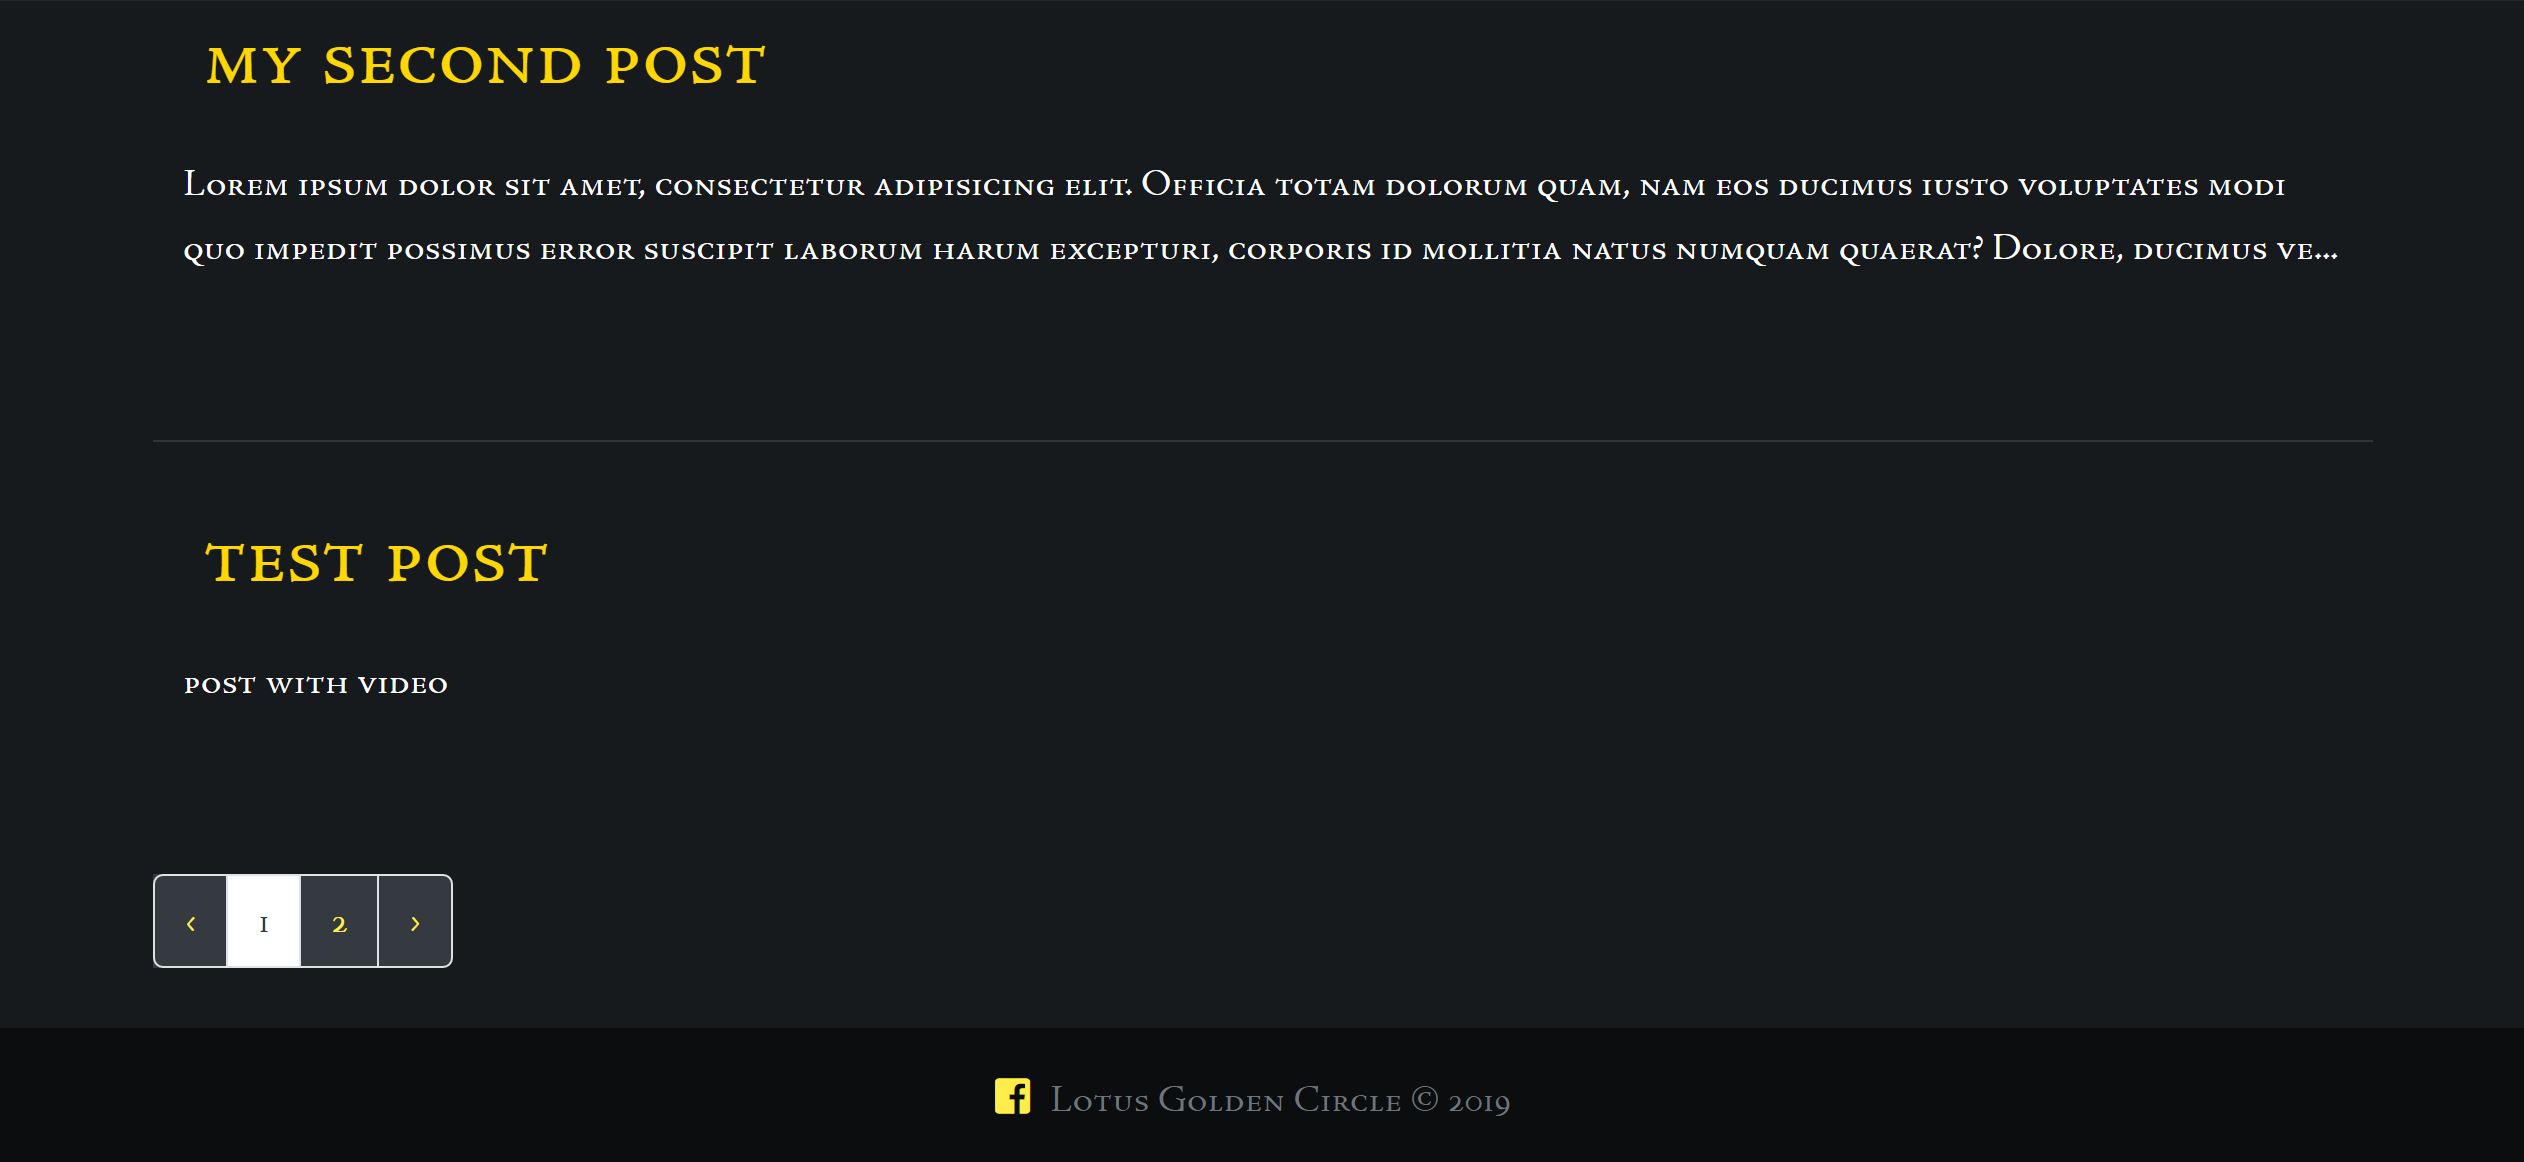 my second post
Lorem ipsum dolor sit amet, consectetur adipisicing elit. Officia totam dolorum quam, nam eos ducimus iusto voluptates modi
quo impedit possimus error suscipit laborum harum excepturi, corporis id mollitia natus numquam quaerat? Dolore, ducimus ve...
test post
post with video
‹ 1 2 ›
Lotus Golden Circle © 2019